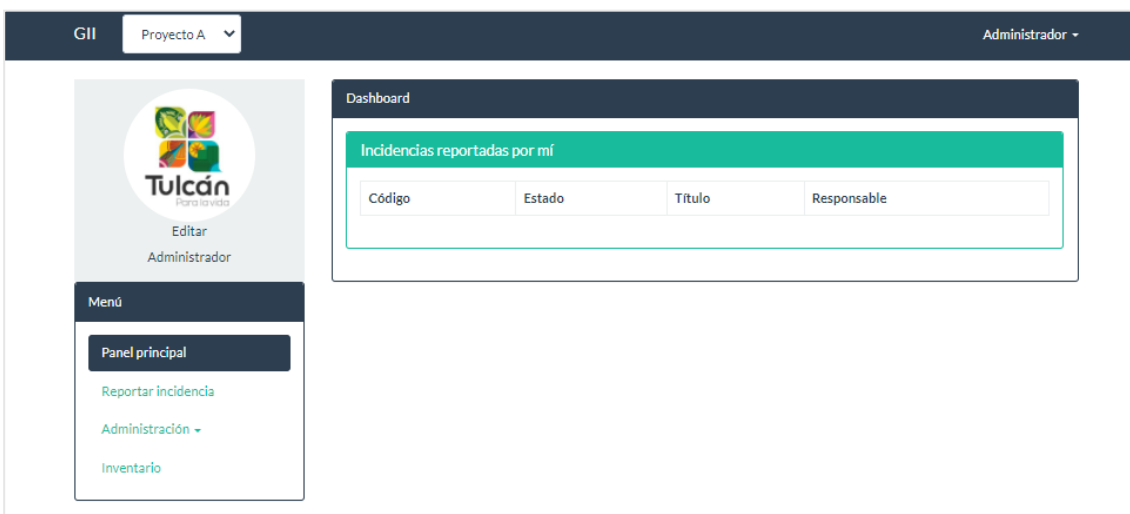 GII Proyecto A Administrador
Tulcán
Para la vida
Editar
Administrador
Menú
Panel principal
Reportar incidencia
Administración
Inventario
Dashboard
Incidencias reportadas por mí
Código Estado Título Responsable